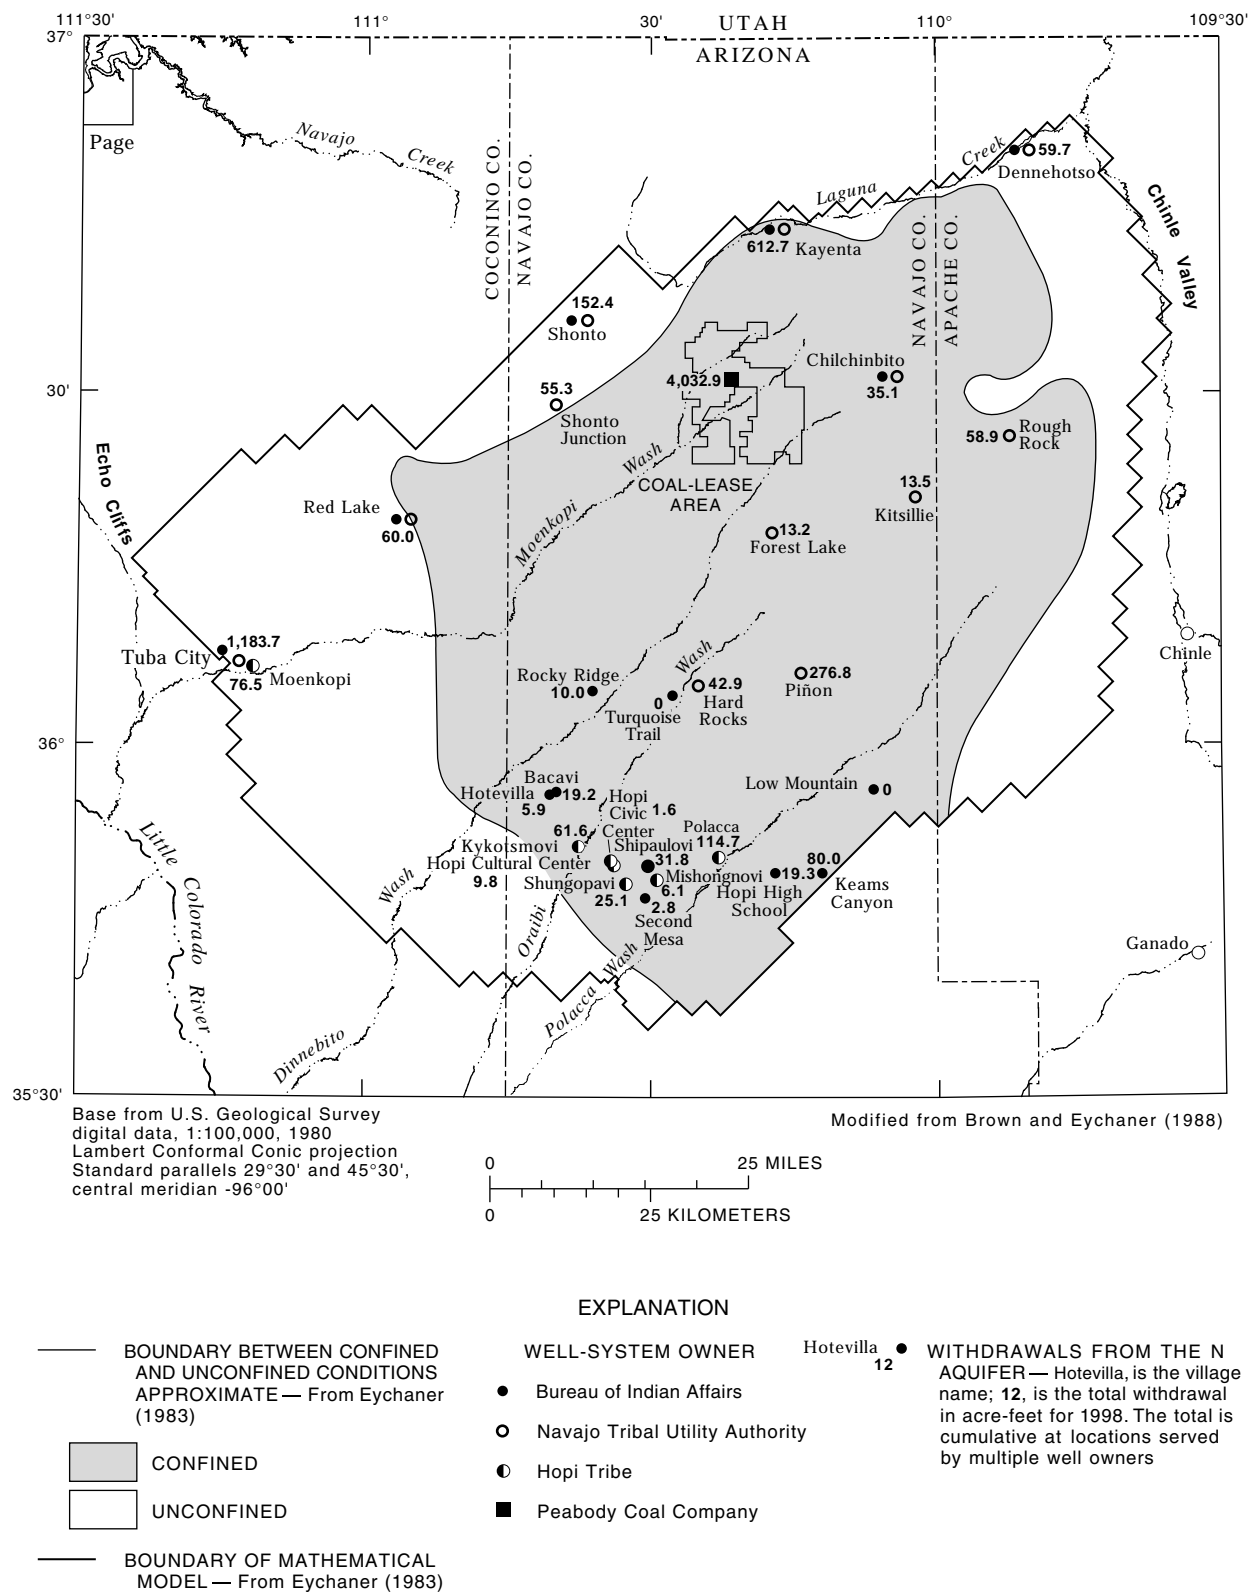 111°30'
111°
30'
UTAH
110°
109°30'
37°
ARIZONA
Page
Navajo
Creek
COCONINO CO.
NAVAJO CO.
Laguna
Creek
59.7
Dennehotso
Chinle Valley
612.7
Kayenta
NAVAJO CO.
APACHE CO.
152.4
Shonto
Chilchinbito
35.1
4,032.9
30'
55.3
Shonto
Junction
Rough
Rock
58.9
Echo Cliffs
Wash
COAL-LEASE
AREA
13.5
Kitsillie
Red Lake
60.0
Moenkopi
13.2
Forest Lake
1,183.7
Tuba City
76.5
Moenkopi
Chinle
Wash
Rocky Ridge
10.0
0
42.9
Hard
Rocks
Turquoise
Trail
276.8
Piñon
36°
Bacavi
Hotevilla
19.2
5.9
Hopi
Civic
Center
1.6
Low Mountain
0
61.6
Kykotsmovi
Shipaulovi
Polacca
114.7
Hopi Cultural Center
9.8
31.8
Mishongnovi
Shungopavi
25.1
6.1
2.8
Second
Mesa
80.0
19.3
Hopi High
School
Keams
Canyon
Little Colorado River
Wash
Oraibi
Wash
Polacca
Dinnebito
Ganado
35°30'
Base from U.S. Geological Survey
digital data, 1:100,000, 1980
Lambert Conformal Conic projection
Standard parallels 29°30' and 45°30',
central meridian -96°00'
Modified from Brown and Eychaner (1988)
0
25 MILES
0
25 KILOMETERS
EXPLANATION
BOUNDARY BETWEEN CONFINED
AND UNCONFINED CONDITIONS
APPROXIMATE — From Eychaner
(1983)
CONFINED
UNCONFINED
BOUNDARY OF MATHEMATICAL
MODEL — From Eychaner (1983)
WELL-SYSTEM OWNER
Bureau of Indian Affairs
Navajo Tribal Utility Authority
Hopi Tribe
Peabody Coal Company
Hotevilla
12
WITHDRAWALS FROM THE N
AQUIFER — Hotevilla, is the village
name; 12, is the total withdrawal
in acre-feet for 1998. The total is
cumulative at locations served
by multiple well owners